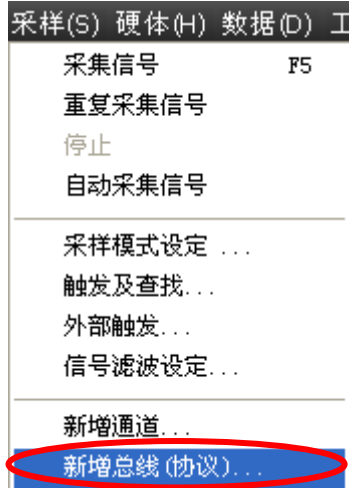 采样(S) 硬体(H) 数据(D) 工
采集信号 F5
重复采集信号
停止
自动采集信号
采样模式设定 ...
触发及查找...
外部触发...
信号滤波设定...
新增通道...
新增总线(协议)...